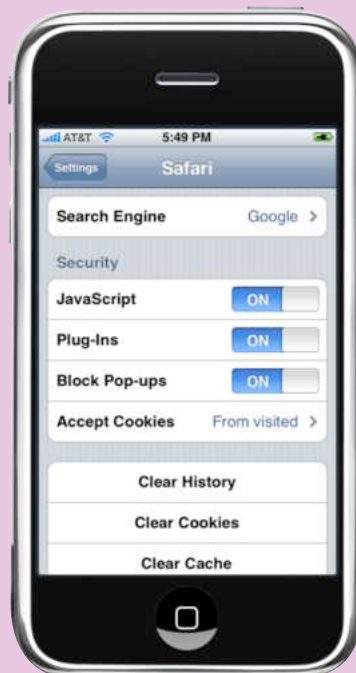 AT&T 5:49 PM
Settings Safari
Search Engine Google
Security
JavaScript ON
Plug-Ins ON
Block Pop-ups ON
Accept Cookies From visited
Clear History
Clear Cookies
Clear Cache